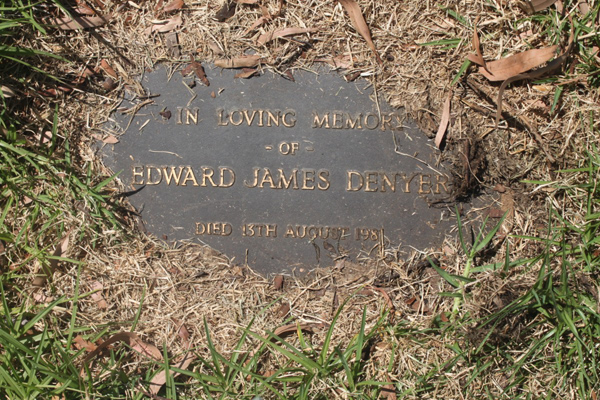 IN LOVING MEMORY
- OF -
EDWARD JAMES DENYER
DIED 13TH AUGUST 1981